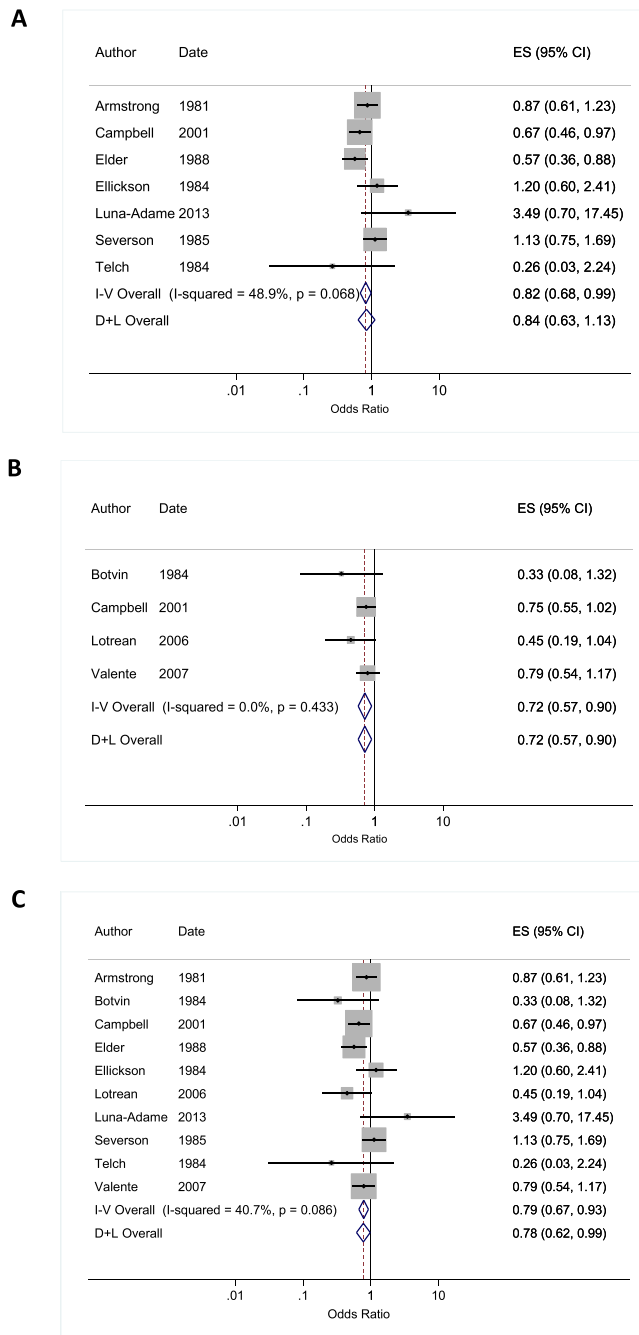 A
Author Date ES (95% CI)
Armstrong 1981 0.87 (0.61, 1.23)
Campbell 2001 0.67 (0.46, 0.97)
Elder 1988 0.57 (0.36, 0.88)
Ellickson 1984 1.20 (0.60, 2.41)
Luna-Adame 2013 3.49 (0.70, 17.45)
Severson 1985 1.13 (0.75, 1.69)
Telch 1984 0.26 (0.03, 2.24)
I-V Overall (I-squared = 48.9%, p = 0.068) 0.82 (0.68, 0.99)
D+L Overall 0.84 (0.63, 1.13)
.01 .1 1 10
Odds Ratio
B
Author Date ES (95% CI)
Botvin 1984 0.33 (0.08, 1.32)
Campbell 2001 0.75 (0.55, 1.02)
Lotrean 2006 0.45 (0.19, 1.04)
Valente 2007 0.79 (0.54, 1.17)
I-V Overall (I-squared = 0.0%, p = 0.433) 0.72 (0.57, 0.90)
D+L Overall 0.72 (0.57, 0.90)
.01 .1 1 10
Odds Ratio
C
Author Date ES (95% CI)
Armstrong 1981 0.87 (0.61, 1.23)
Botvin 1984 0.33 (0.08, 1.32)
Campbell 2001 0.67 (0.46, 0.97)
Elder 1988 0.57 (0.36, 0.88)
Ellickson 1984 1.20 (0.60, 2.41)
Lotrean 2006 0.45 (0.19, 1.04)
Luna-Adame 2013 3.49 (0.70, 17.45)
Severson 1985 1.13 (0.75, 1.69)
Telch 1984 0.26 (0.03, 2.24)
Valente 2007 0.79 (0.54, 1.17)
I-V Overall (I-squared = 40.7%, p = 0.086) 0.79 (0.67, 0.93)
D+L Overall 0.78 (0.62, 0.99)
.01 .1 1 10
Odds Ratio